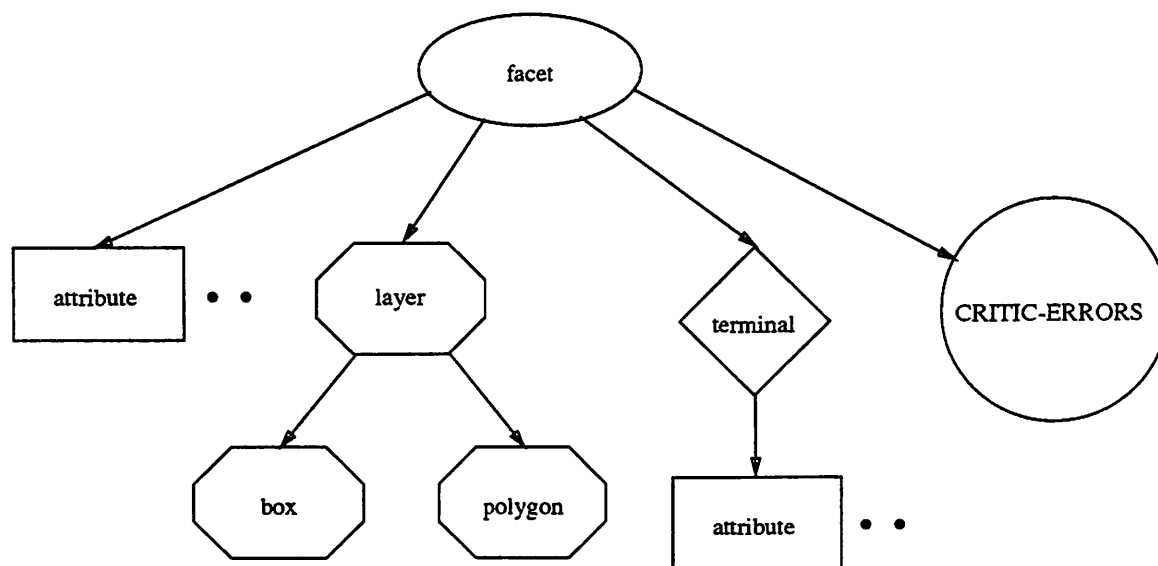 facet
attribute
layer
terminal
CRITIC-ERRORS
box
polygon
attribute